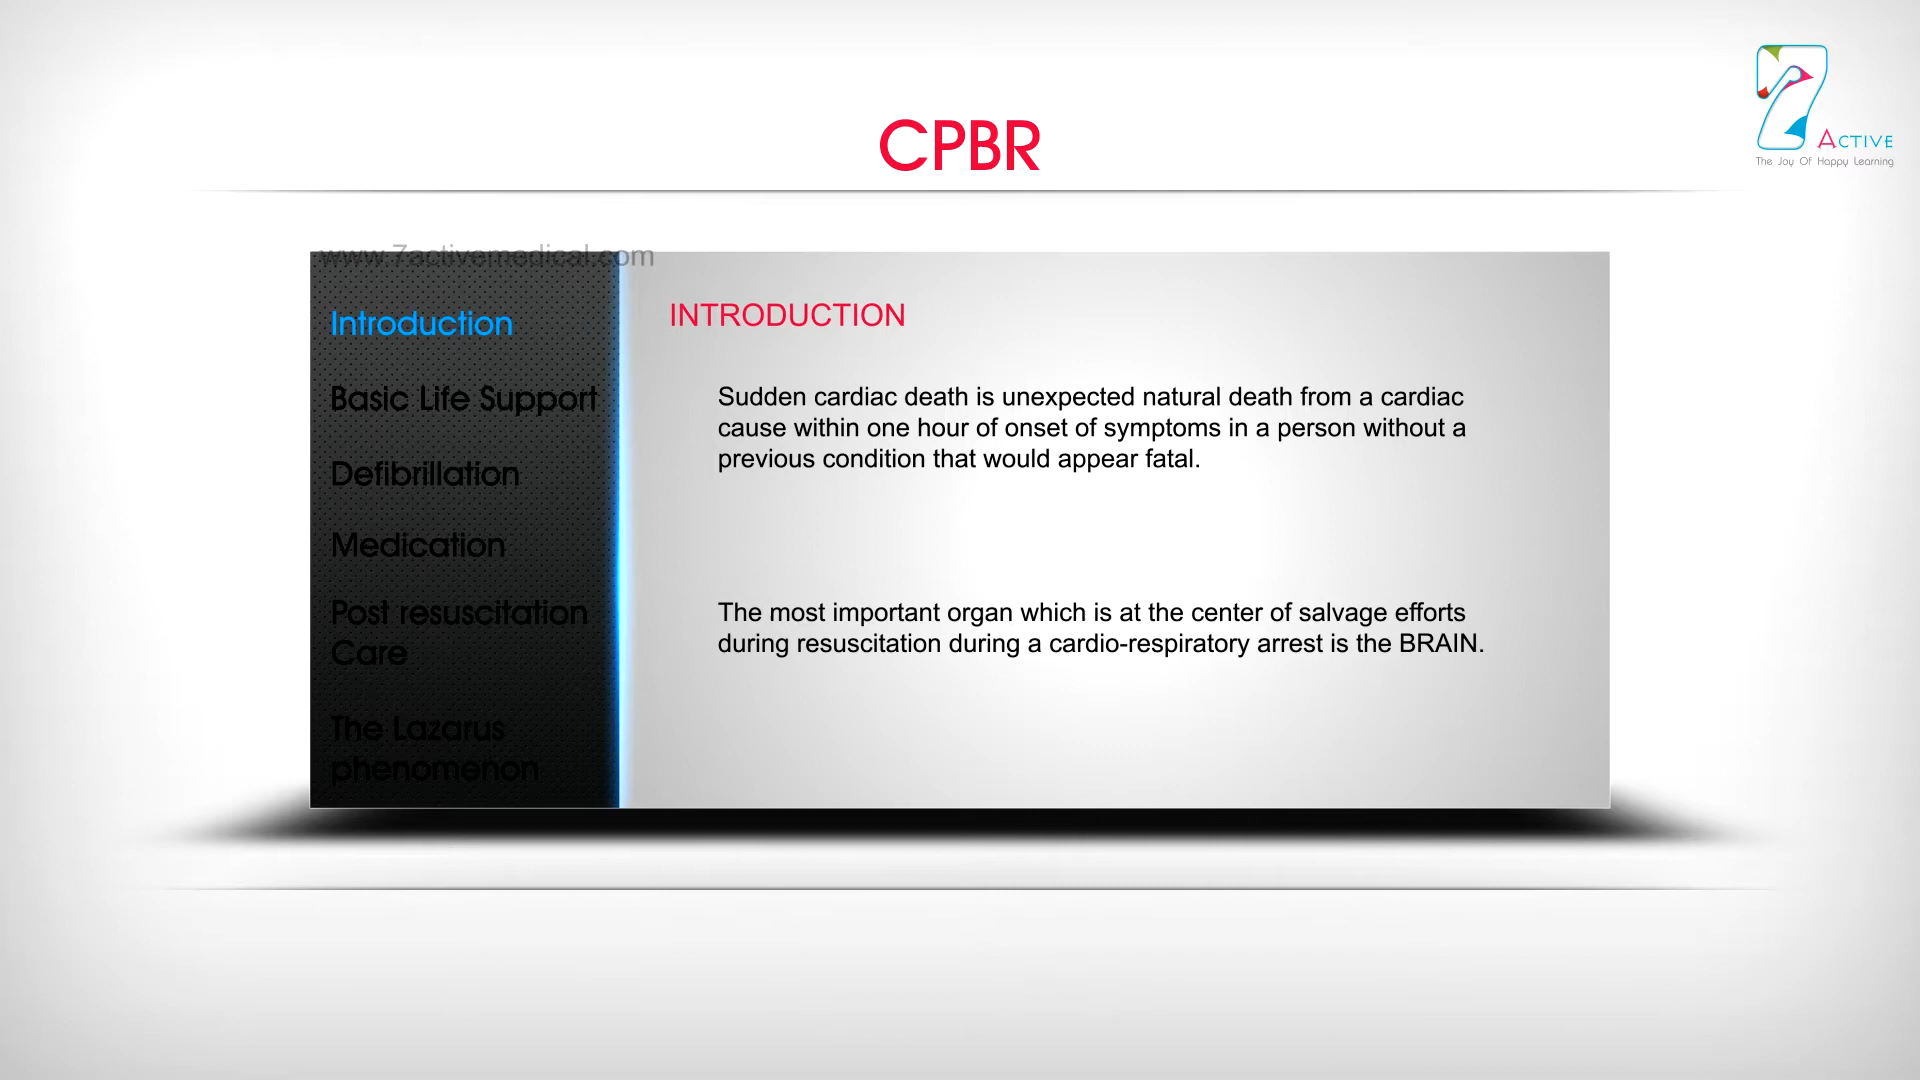 CPBR
ACTIVE
The Joy Of Happy Learning
www.7activemedical.com
Introduction
Basic Life Support
Defibrillation
Medication
Post resuscitation
Care
The Lazarus
phenomenon
INTRODUCTION
Sudden cardiac death is unexpected natural death from a cardiac
cause within one hour of onset of symptoms in a person without a
previous condition that would appear fatal.
The most important organ which is at the center of salvage efforts
during resuscitation during a cardio-respiratory arrest is the BRAIN.